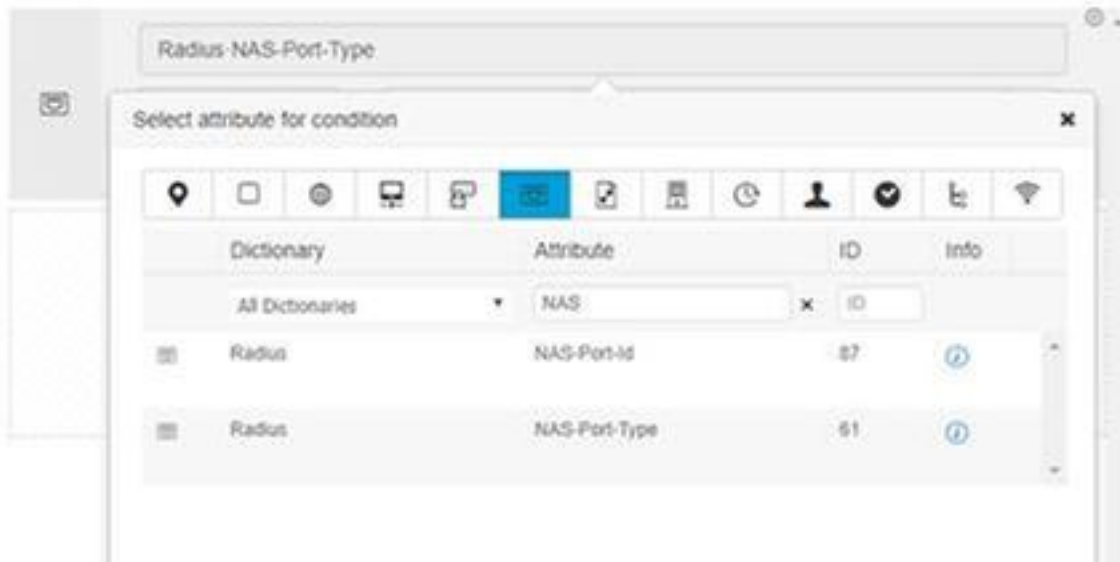 Radius·NAS-Port-Type
Select attribute for condition
Dictionary Attribute ID Info
All Dictionaries NAS ID
Radius NAS-Port-Id 87
Radius NAS-Port-Type 61